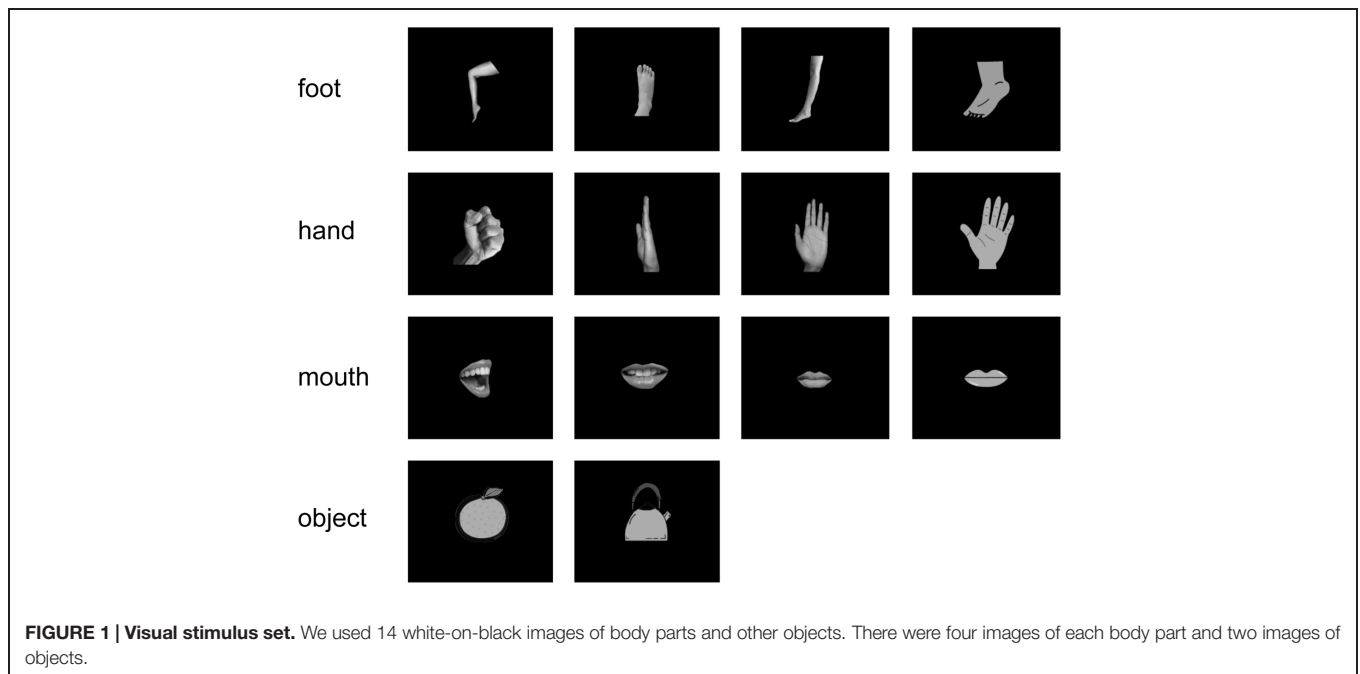 foot
hand
mouth
object
FIGURE 1 | Visual stimulus set. We used 14 white-on-black images of body parts and other objects. There were four images of each body part and two images of
objects.